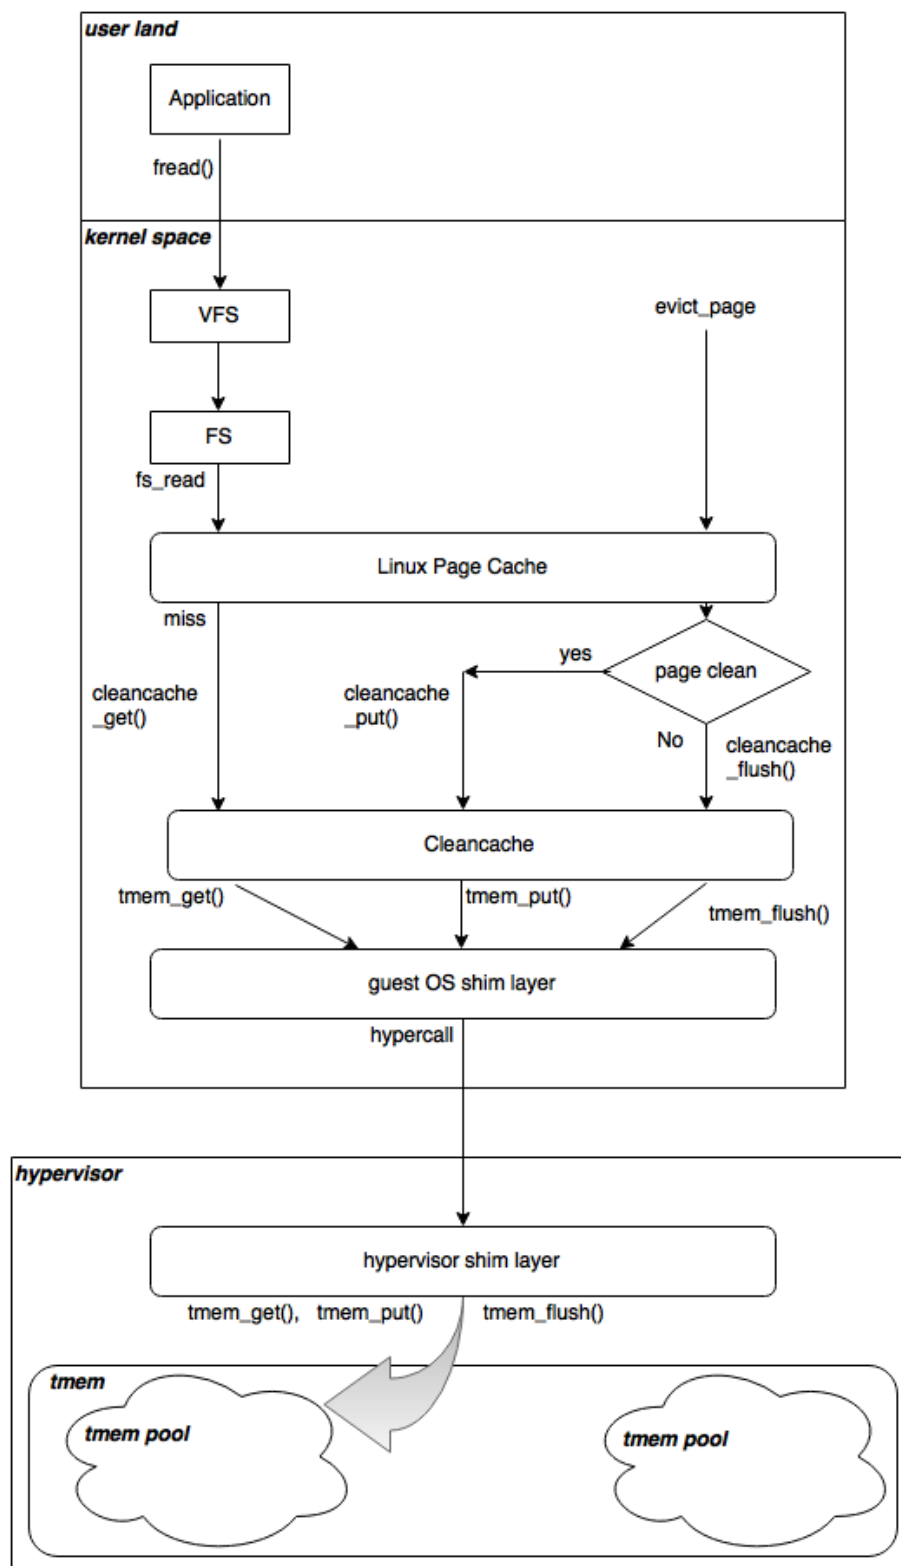 user land
Application
fread()
kernel space
VFS
evict_page
FS
fs_read
Linux Page Cache
miss
yes
page clean
cleancache
_get()
cleancache
_put()
No
cleancache
_flush()
Cleancache
tmem_get()
tmem_put()
tmem_flush()
guest OS shim layer
hypercall
hypervisor
hypervisor shim layer
tmem_get(), tmem_put() tmem_flush()
tmem
tmem pool
tmem pool